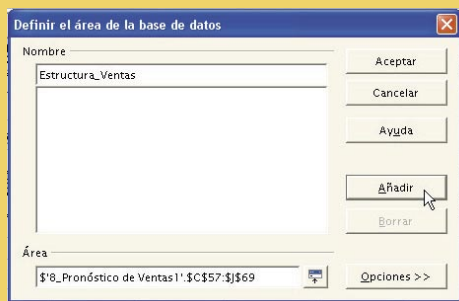 Definir el área de la base de datos
Nombre
Estructura_Ventas
Aceptar
Cancelar
Ayuda
Añadir
Borrar
Área
$'8_Pronóstico de Ventas1'.$C$57:$J$69
Opciones >>